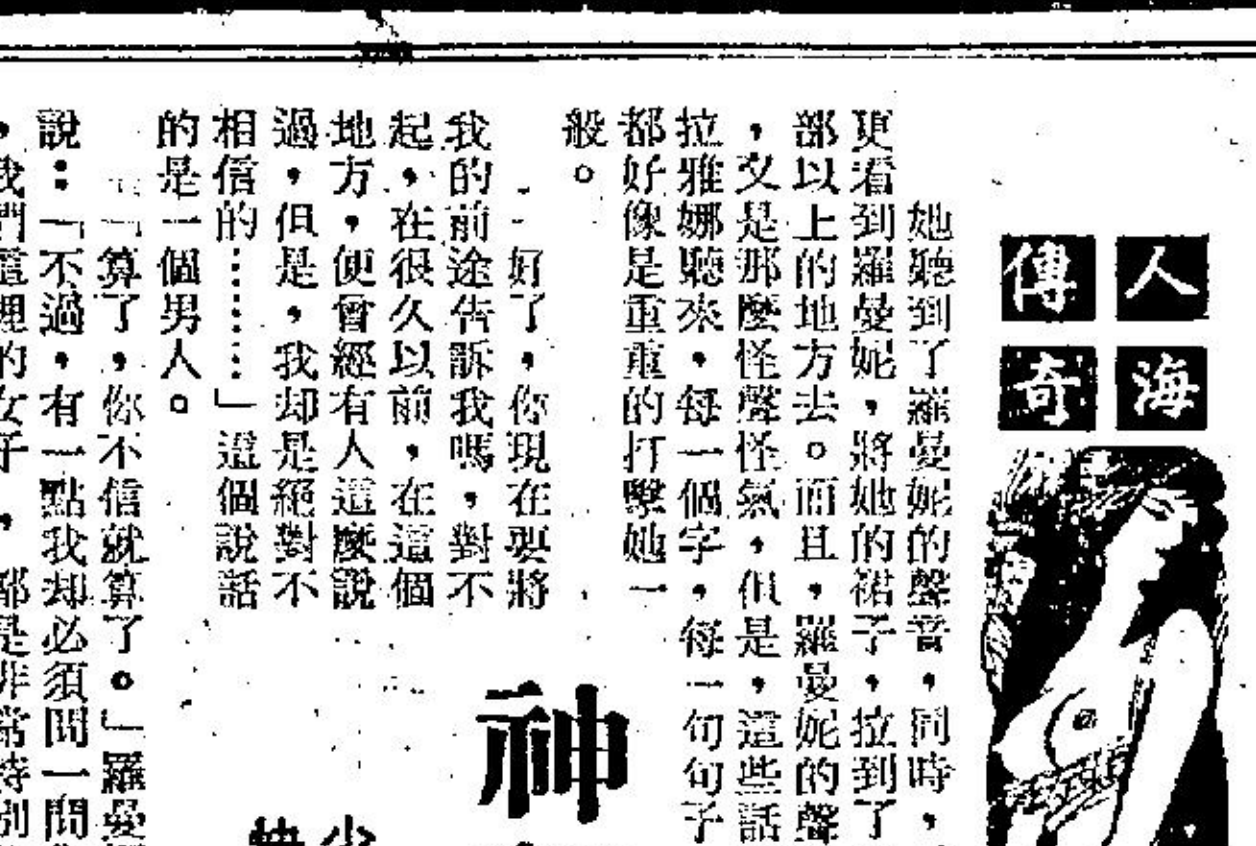 人海
傳奇
她聽到了羅曼妮的聲音，同時，
更看到羅曼妮，將她的裙子，拉到了
部以上的地方去。而且，羅曼妮的聲
，又是那麼怪聲怪氣，但是，這些話
拉雅娜聽來，每一個字，每一句句子
都好像是重重的打擊她一
般。
「好了，你現在要將
我的前途告訴我嗎，對不
起，在很久以前，在這個
地方，便曾經有人這麼說
過，但是，我却是絕對不
相信的⋯⋯」這個說話
的是一個男人。
「算了，你不信就算了。」羅曼
說：「不過，有一點我却必須問一問
，我們這裡的女子，都是非常特別
神